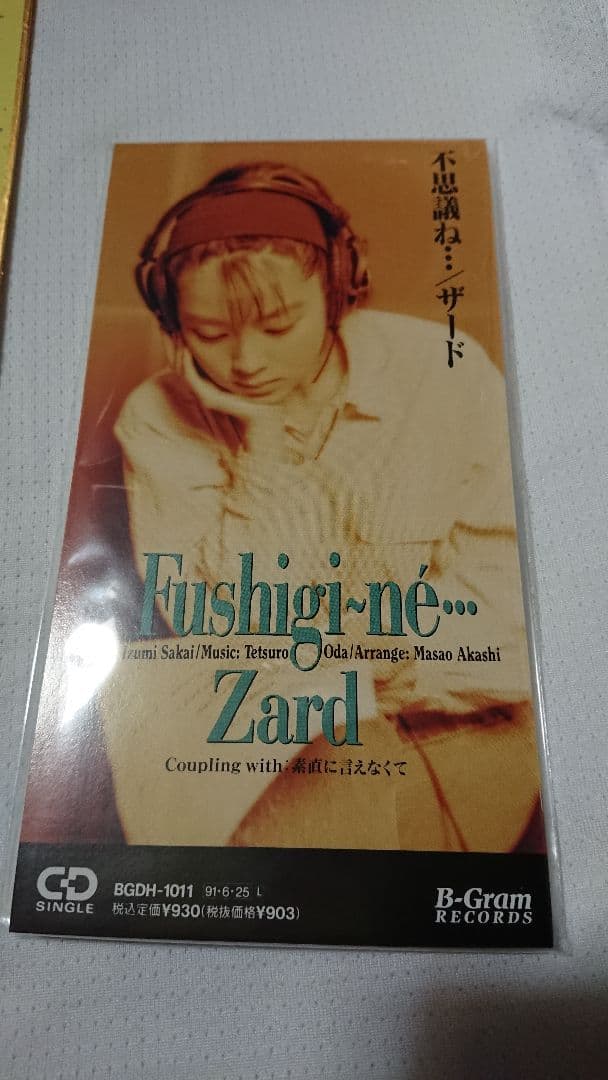 不思議ね…／ザード
Fushigi~né…
Izumi Sakai/Music: Tetsuro Oda/Arrange: Masao Akashi
Zard
Coupling with:素直に言えなくて
CD
SINGLE
BGDH-1011 91·6·25 L
税込定価¥930(税抜価格¥903)
B-Gram
RECORDS